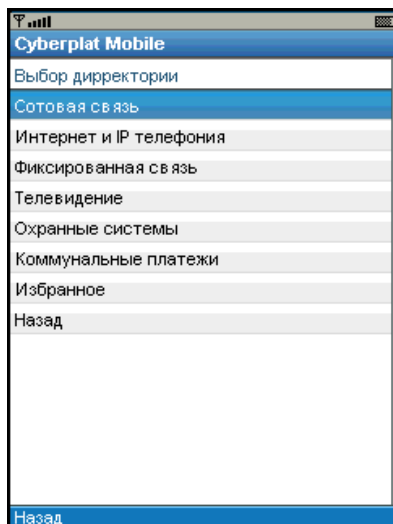 Cyberplat Mobile
Выбор дирректории
Сотовая связь
Интернет и IP телефония
Фиксированная связь
Телевидение
Охранные системы
Коммунальные платежи
Избранное
Назад
Назад